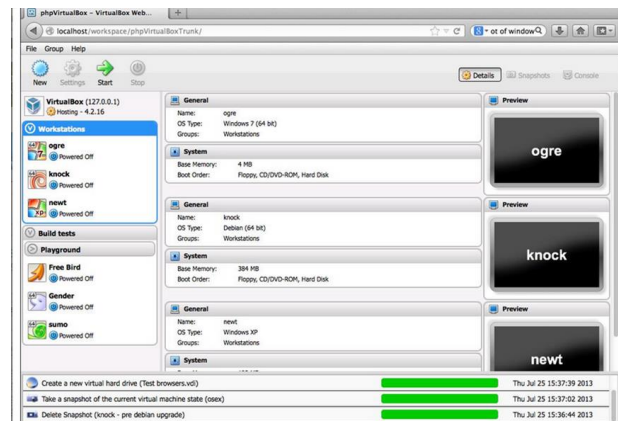 phpVirtualBox - VirtualBox Web...
localhost/workspace/phpVirtualBoxTrunk/
ot of window
File Group Help
New Settings Start Stop
Details Snapshots Console
VirtualBox (127.0.0.1)
Hosting - 4.2.16
Workstations
ogre
Powered Off
knock
Powered Off
newt
Powered Off
Build tests
Playground
Free Bird
Powered Off
Gender
Powered Off
sumo
Powered Off
General
Name: ogre
OS Type: Windows 7 (64 bit)
Groups: Workstations
System
Base Memory: 4 MB
Boot Order: Floppy, CD/DVD-ROM, Hard Disk
Preview
ogre
General
Name: knock
OS Type: Debian (64 bit)
Groups: Workstations
System
Base Memory: 384 MB
Boot Order: Floppy, CD/DVD-ROM, Hard Disk
Preview
knock
General
Name: newt
OS Type: Windows XP
Groups: Workstations
System
Preview
newt
Create a new virtual hard drive (Test browsers.vdi) Thu Jul 25 15:37:39 2013
Take a snapshot of the current virtual machine state (osex) Thu Jul 25 15:37:02 2013
Delete Snapshot (knock - pre debian upgrade) Thu Jul 25 15:36:44 2013